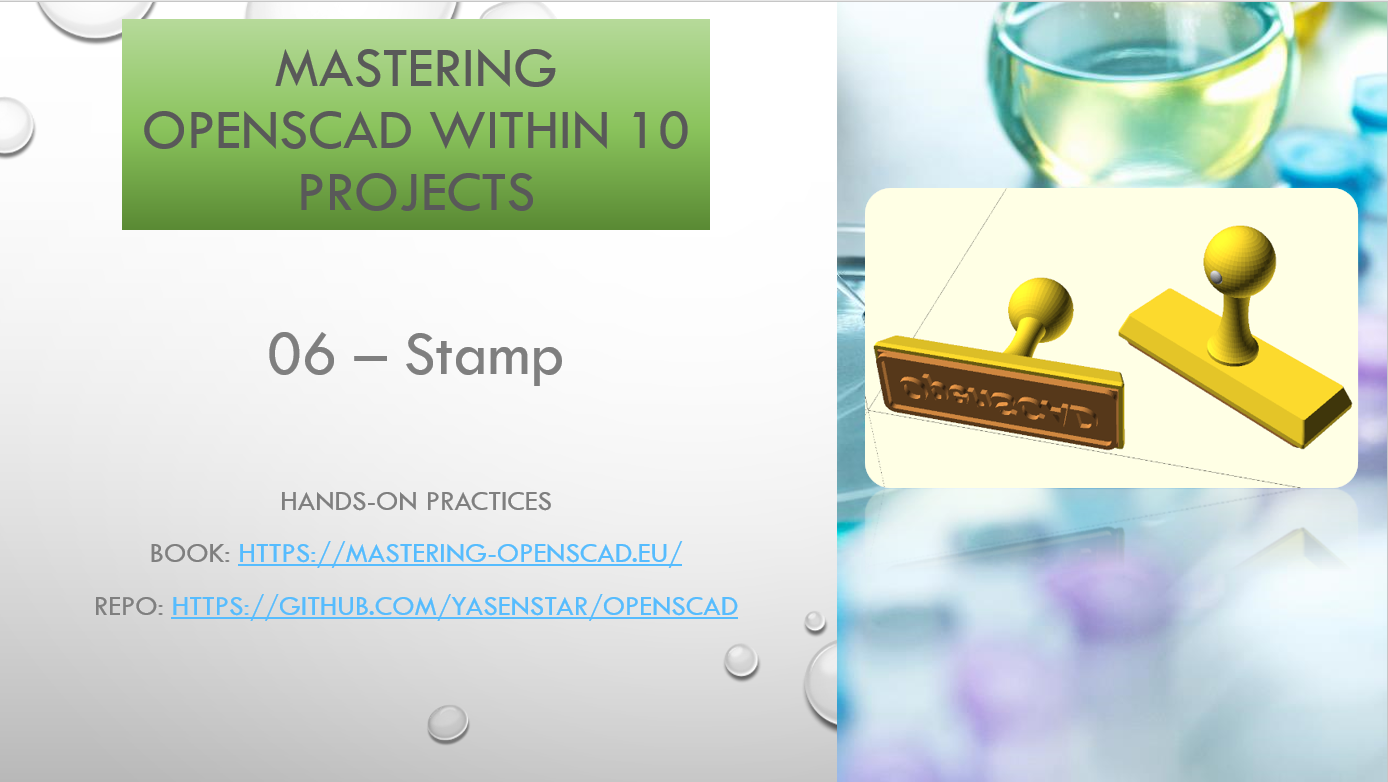 MASTERING
OPENSCAD WITHIN 10
PROJECTS
06 – Stamp
HANDS-ON PRACTICES
BOOK: HTTPS://MASTERING-OPENSCAD.EU/
REPO: HTTPS://GITHUB.COM/YASENSTAR/OPENSCAD
OpenSCAD